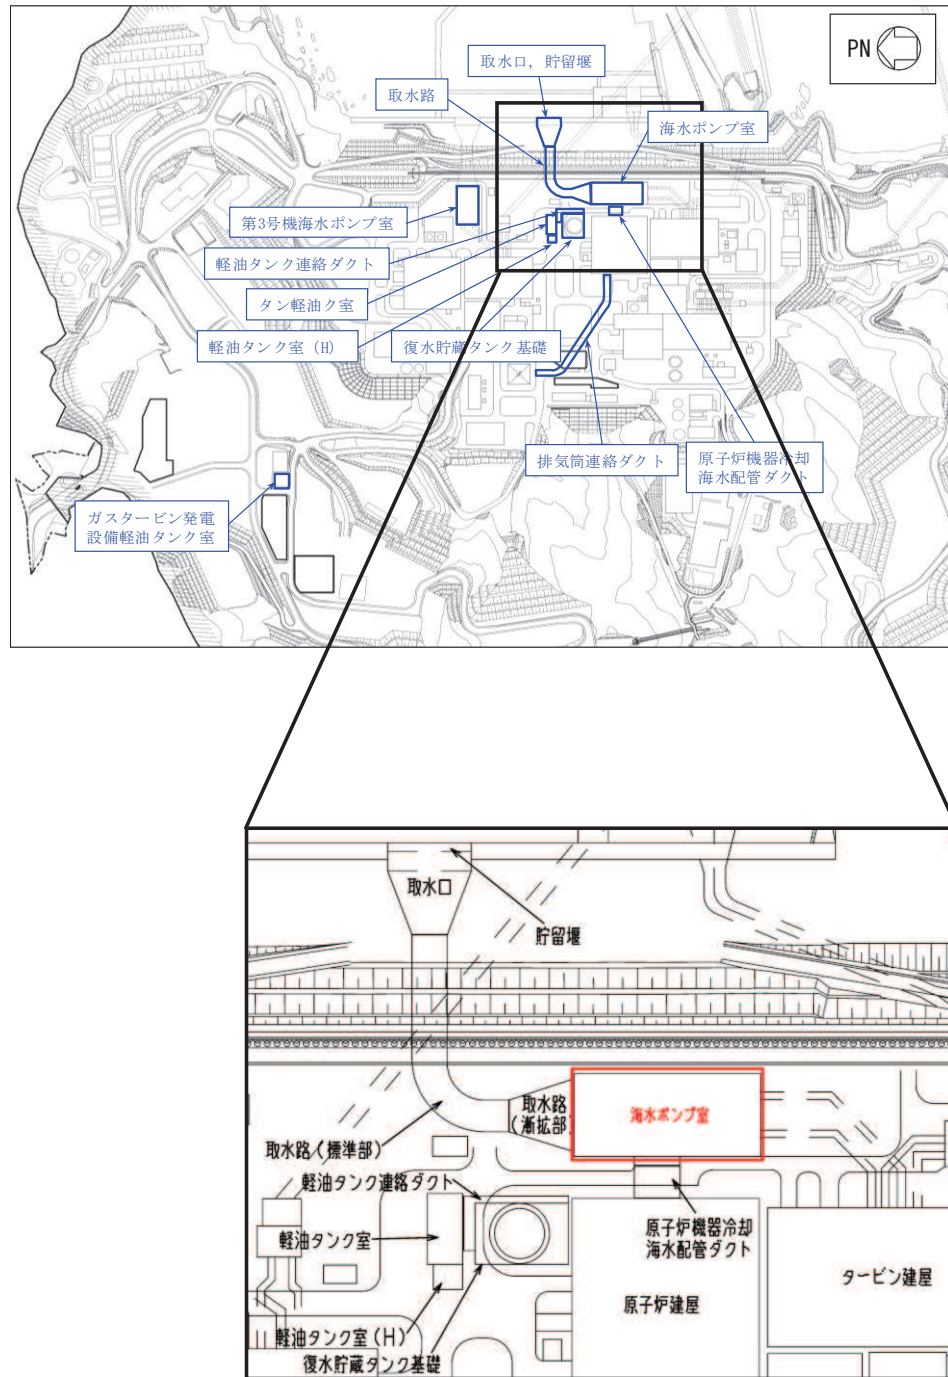 PN
取水口，貯留堰
取水路
海水ポンプ室
第3号機海水ポンプ室
軽油タンク連絡ダクト
タン軽油ク室
軽油タンク室（H）
復水貯蔵タンク基礎
排気筒連絡ダクト
原子炉機器冷却
海水配管ダクト
ガスタービン発電
設備軽油タンク室
取水口
貯留堰
取水路
（漸拡部）
海水ポンプ室
取水路（標準部）
軽油タンク連絡ダクト
軽油タンク室
原子炉機器冷却
海水配管ダクト
タービン建屋
原子炉建屋
軽油タンク室（H）
復水貯蔵タンク基礎